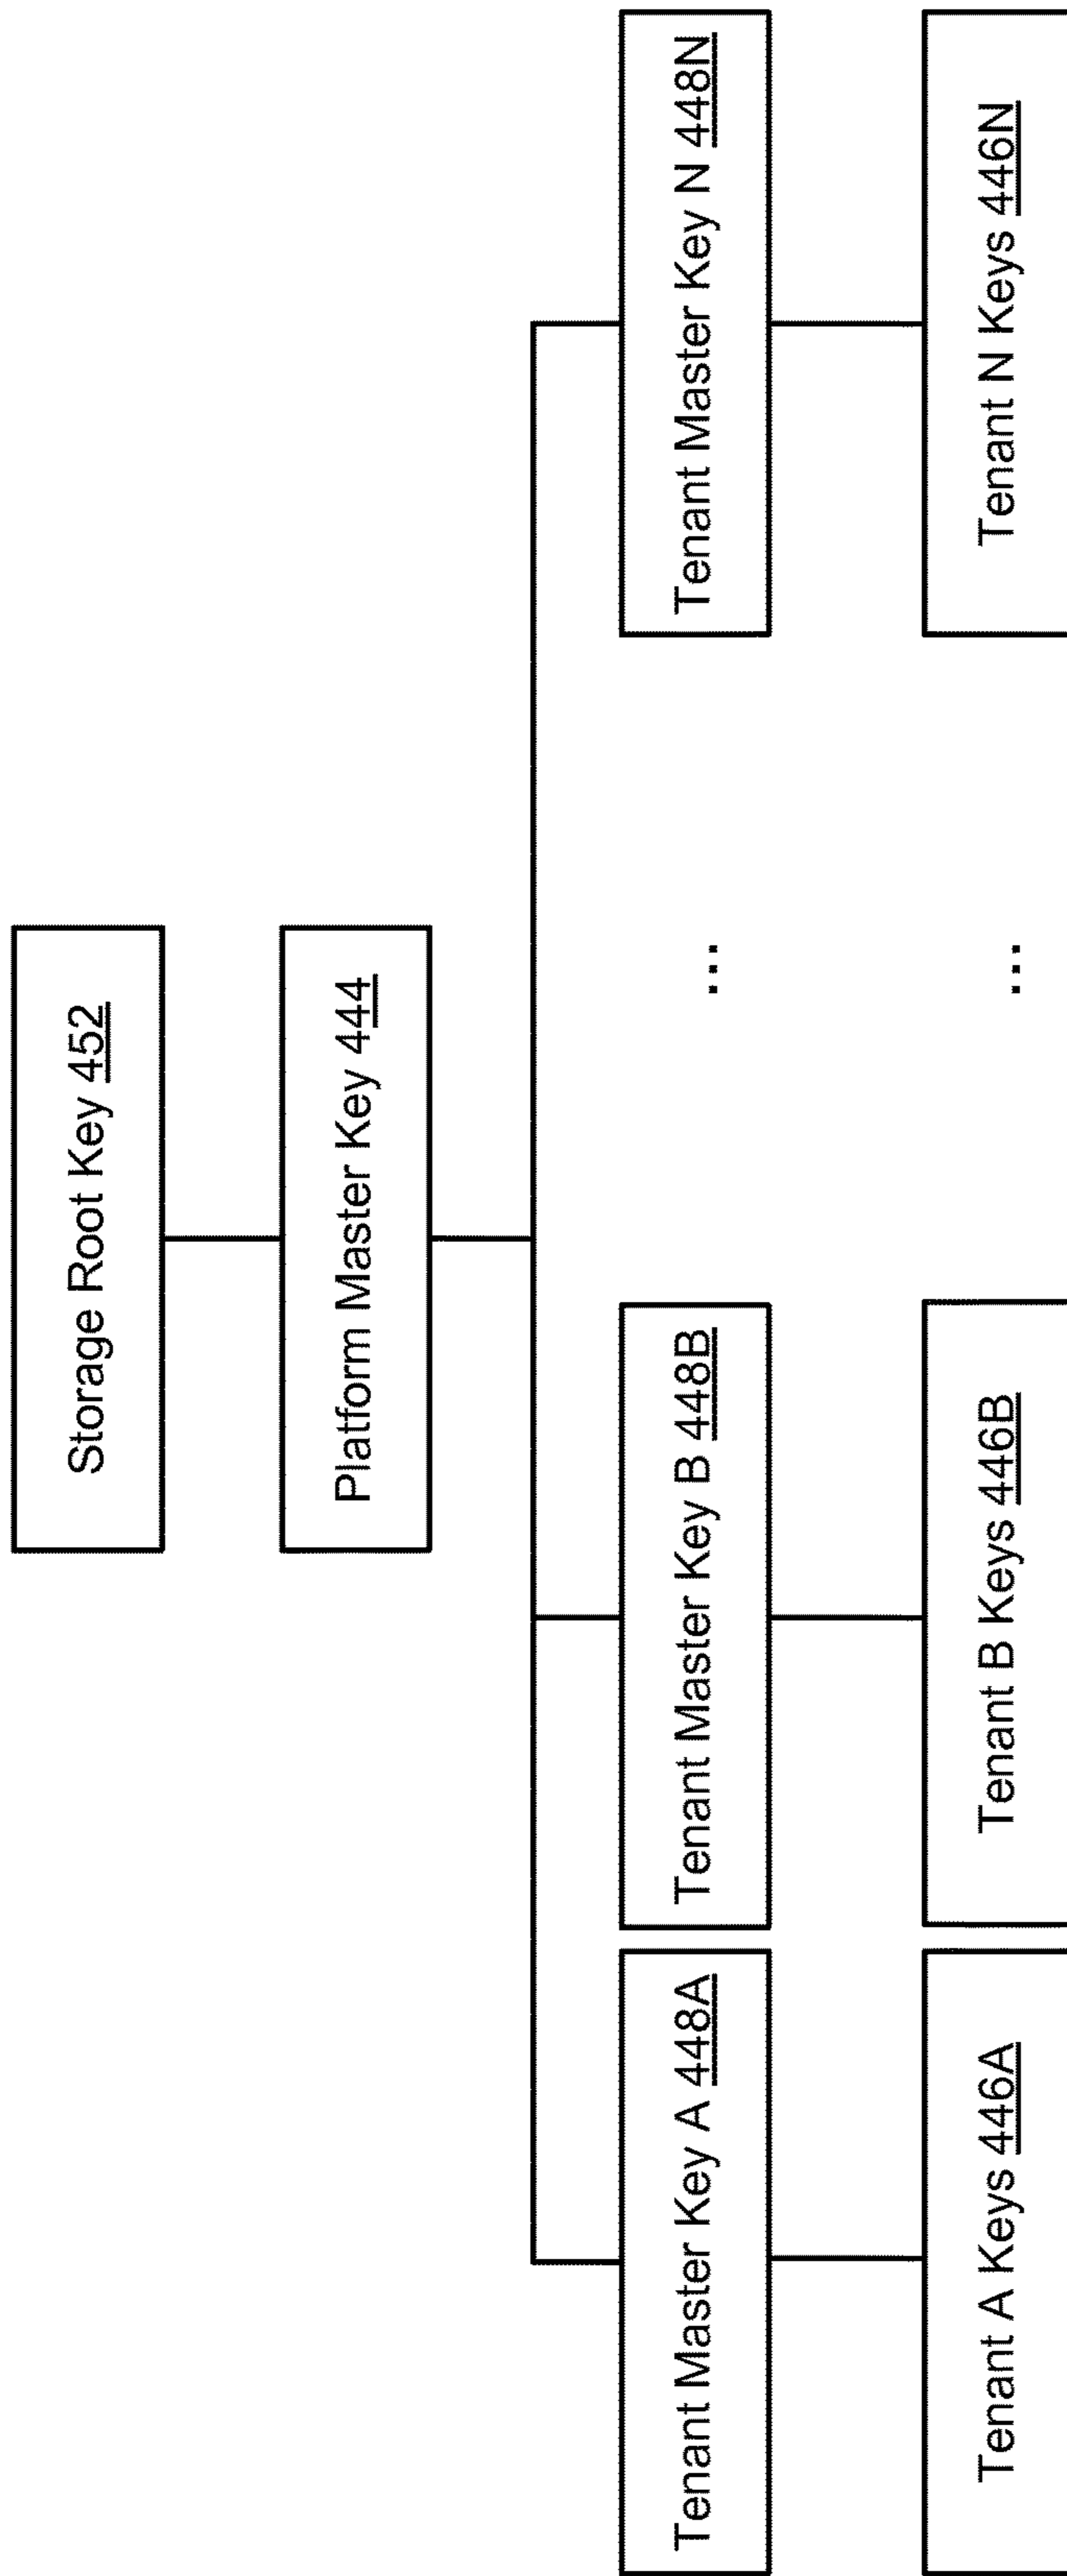 Storage Root Key 452
Platform Master Key 444
Tenant Master Key A 448A
Tenant Master Key B 448B
...
Tenant Master Key N 448N
Tenant A Keys 446A
Tenant B Keys 446B
...
Tenant N Keys 446N